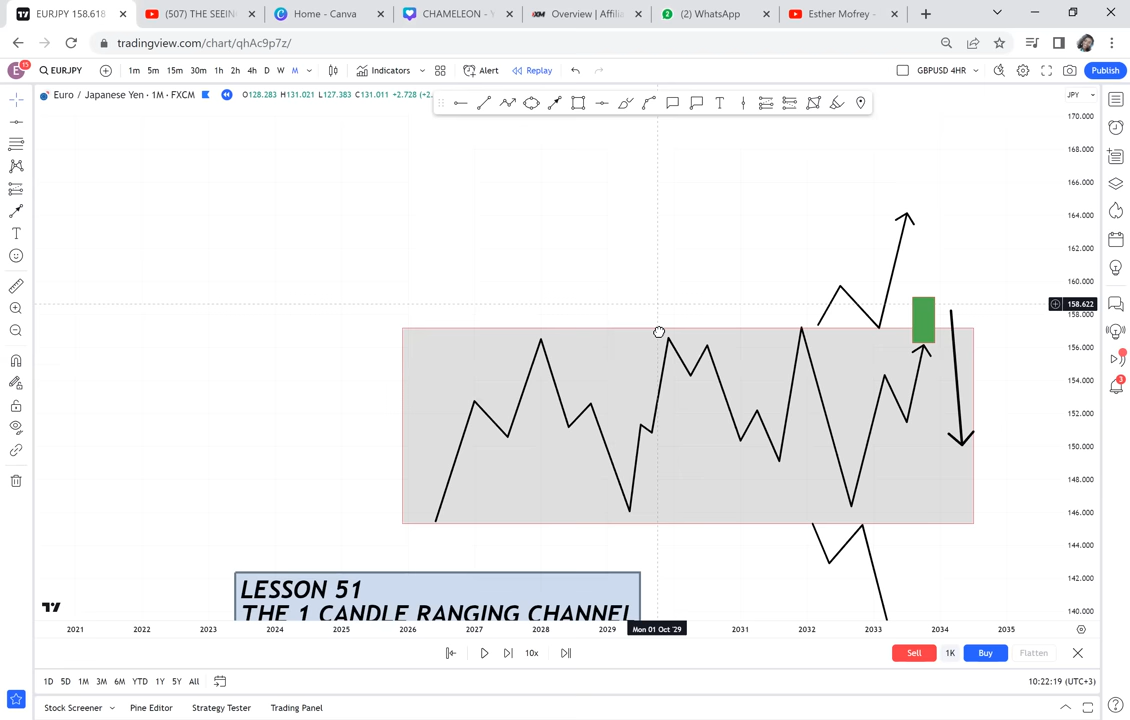 EURJPY 158.618
(507) THE SEEIN
Home - Canva
CHAMELEON - Y
Overview | Affilia
(2) WhatsApp
Esther Mofrey -
tradingview.com/chart/qhAc9p7z/
E
15
EURJPY
1m 5m 15m 30m 1h 2h 4h D W M
Indicators
Alert
Replay
GBPUSD 4HR
Publish
Euro / Japanese Yen · 1M · FXCM
O128.283 H131.021 L127.383 C131.011 +2.728 (+2.
JPY
170.000
168.000
166.000
164.000
162.000
160.000
158.622
158.000
156.000
154.000
152.000
150.000
148.000
146.000
144.000
142.000
140.000
3
LESSON 51
THE 1 CANDLE RANGING CHANNEL
2021 2022 2023 2024 2025 2026 2027 2028 2029 Mon 01 Oct '29 2031 2032 2033 2034 2035
10x
Sell 1K Buy Flatten
1D 5D 1M 3M 6M YTD 1Y 5Y All
10:22:19 (UTC+3)
Stock Screener
Pine Editor
Strategy Tester
Trading Panel